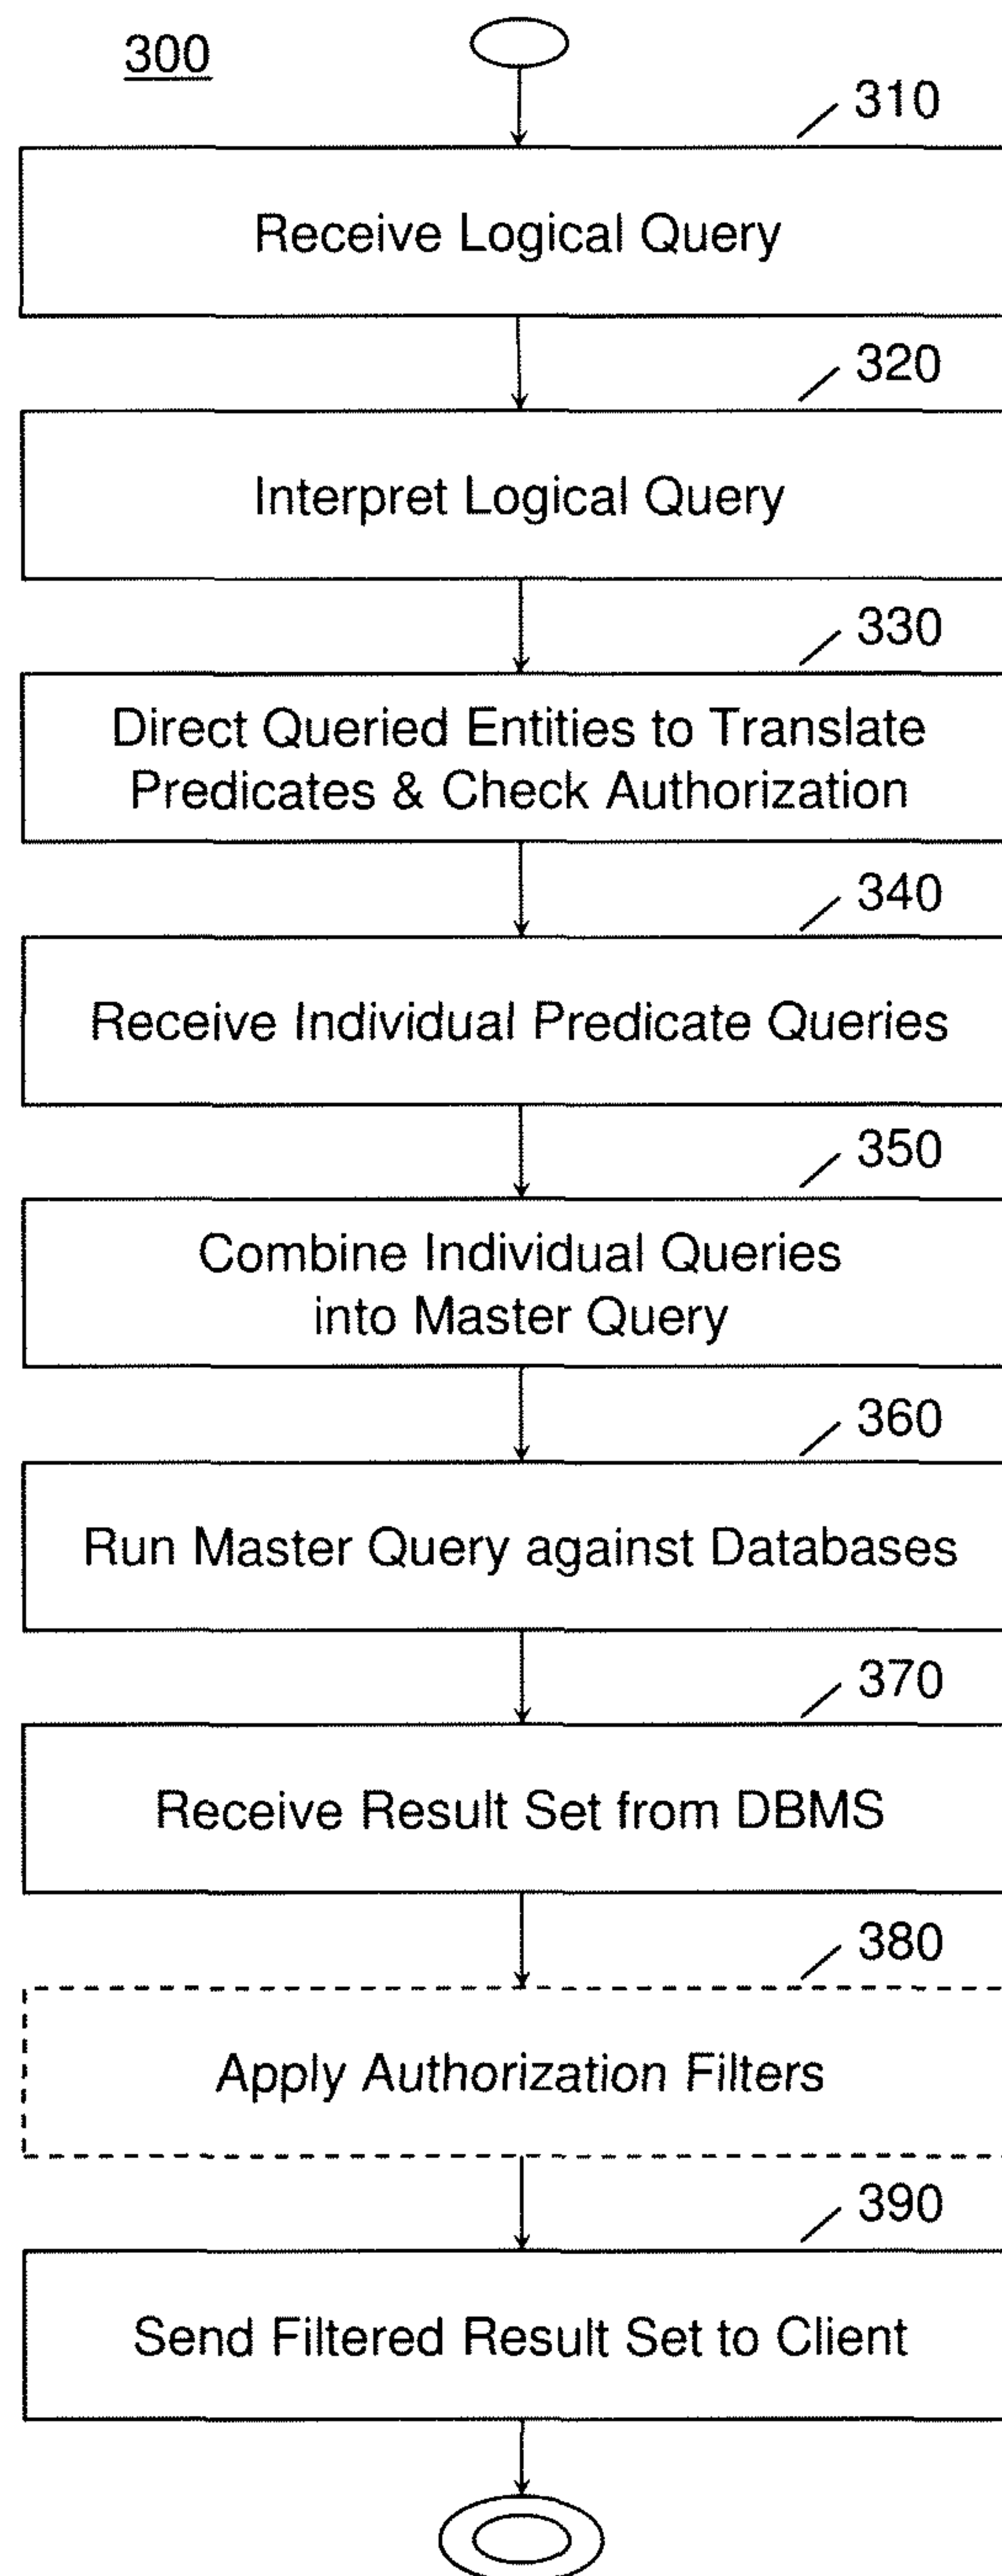 300
310
Receive Logical Query
320
Interpret Logical Query
330
Direct Queried Entities to Translate
Predicates & Check Authorization
340
Receive Individual Predicate Queries
350
Combine Individual Queries
into Master Query
360
Run Master Query against Databases
370
Receive Result Set from DBMS
380
Apply Authorization Filters
390
Send Filtered Result Set to Client